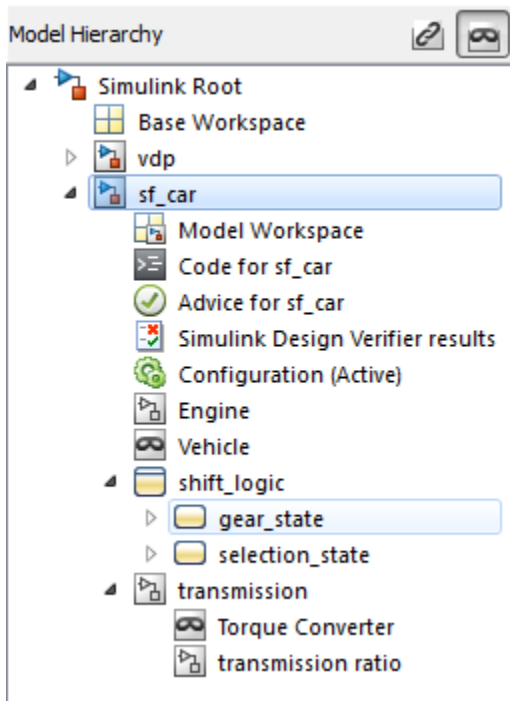 Model Hierarchy
Simulink Root
Base Workspace
vdp
sf_car
Model Workspace
Code for sf_car
Advice for sf_car
Simulink Design Verifier results
Configuration (Active)
Engine
Vehicle
shift_logic
gear_state
selection_state
transmission
Torque Converter
transmission ratio